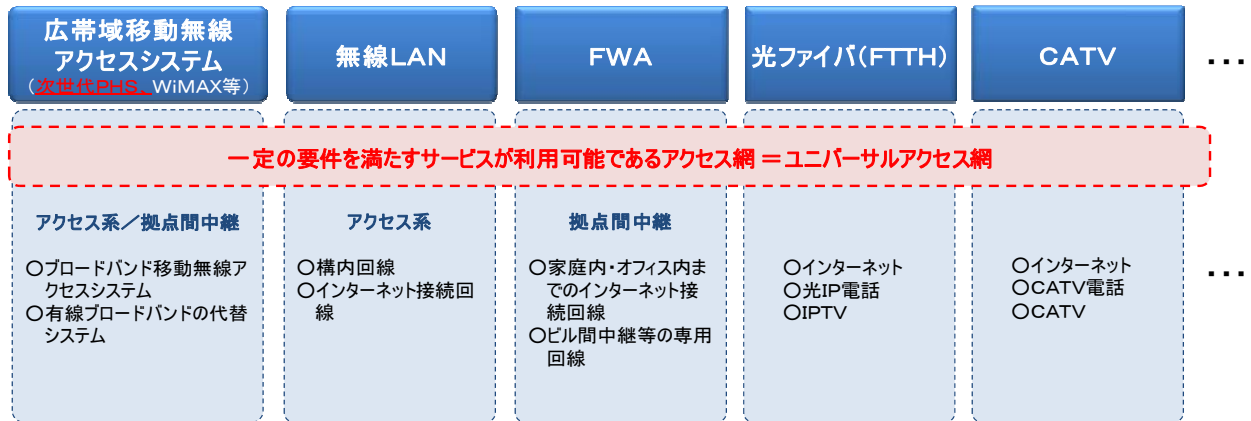 広帯域移動無線
アクセスシステム
（次世代PHS、WiMAX等）
無線LAN
FWA
光ファイバ(FTTH)
CATV
…
一定の要件を満たすサービスが利用可能であるアクセス網＝ユニバーサルアクセス網
アクセス系／拠点間中継
○ブロードバンド移動無線ア
クセスシステム
○有線ブロードバンドの代替
システム
アクセス系
○構内回線
○インターネット接続回
線
拠点間中継
○家庭内・オフィス内ま
でのインターネット接
続回線
○ビル間中継等の専用
回線
○インターネット
○光IP電話
○IPTV
○インターネット
○CATV電話
○CATV
…